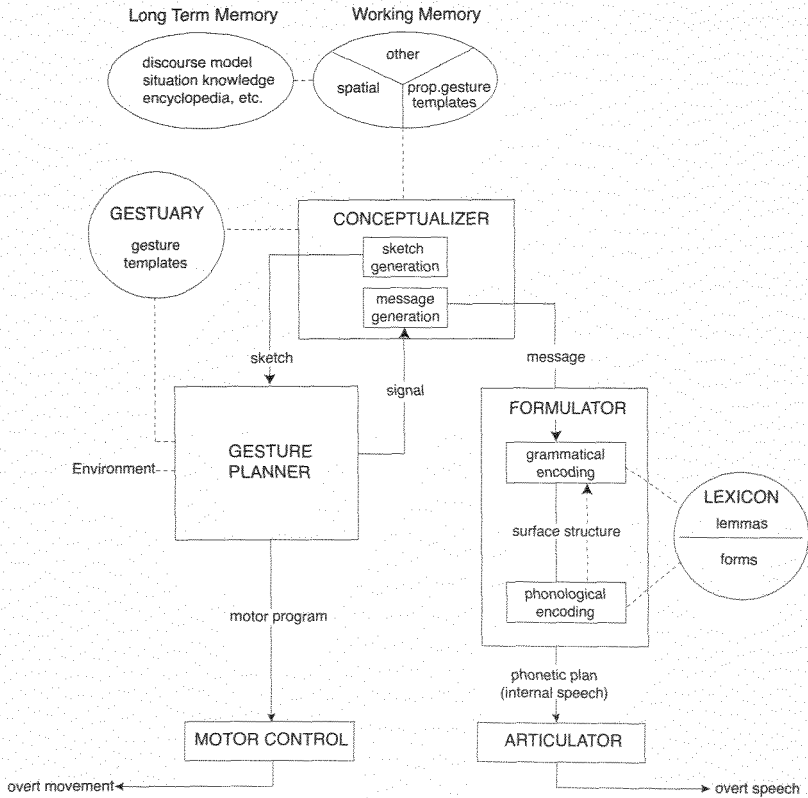 Long Term Memory
Working Memory
discourse model
situation knowledge
encyclopedia, etc.
other
spatial
prop.gesture
templates
GESTUARY
gesture
templates
CONCEPTUALIZER
sketch
generation
message
generation
sketch
signal
message
GESTURE
PLANNER
Environment
FORMULATOR
grammatical
encoding
surface structure
phonological
encoding
LEXICON
lemmas
forms
motor program
phonetic plan
(internal speech)
MOTOR CONTROL
ARTICULATOR
overt movement
overt speech